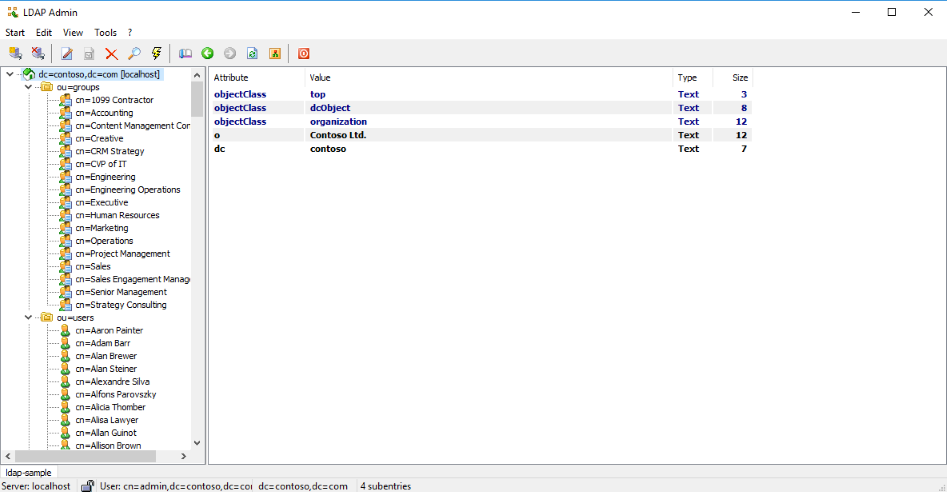 LDAP Admin
Start Edit View Tools ?
dc=contoso,dc=com [localhost]
ou=groups
cn=1099 Contractor
cn=Accounting
cn=Content Management Con
cn=Creative
cn=CRM Strategy
cn=CVP of IT
cn=Engineering
cn=Engineering Operations
cn=Executive
cn=Human Resources
cn=Marketing
cn=Operations
cn=Project Management
cn=Sales
cn=Sales Engagement Manag
cn=Senior Management
cn=Strategy Consulting
ou=users
cn=Aaron Painter
cn=Adam Barr
cn=Alan Brewer
cn=Alan Steiner
cn=Alexandre Silva
cn=Alfons Parovszky
cn=Alicia Thomber
cn=Alisa Lawyer
cn=Allan Guinot
cn=Allison Brown
Attribute Value Type Size
objectClass top Text 3
objectClass dcObject Text 8
objectClass organization Text 12
o Contoso Ltd. Text 12
dc contoso Text 7
ldap-sample
Server: localhost User: cn=admin,dc=contoso,dc=coı dc=contoso,dc=com 4 subentries